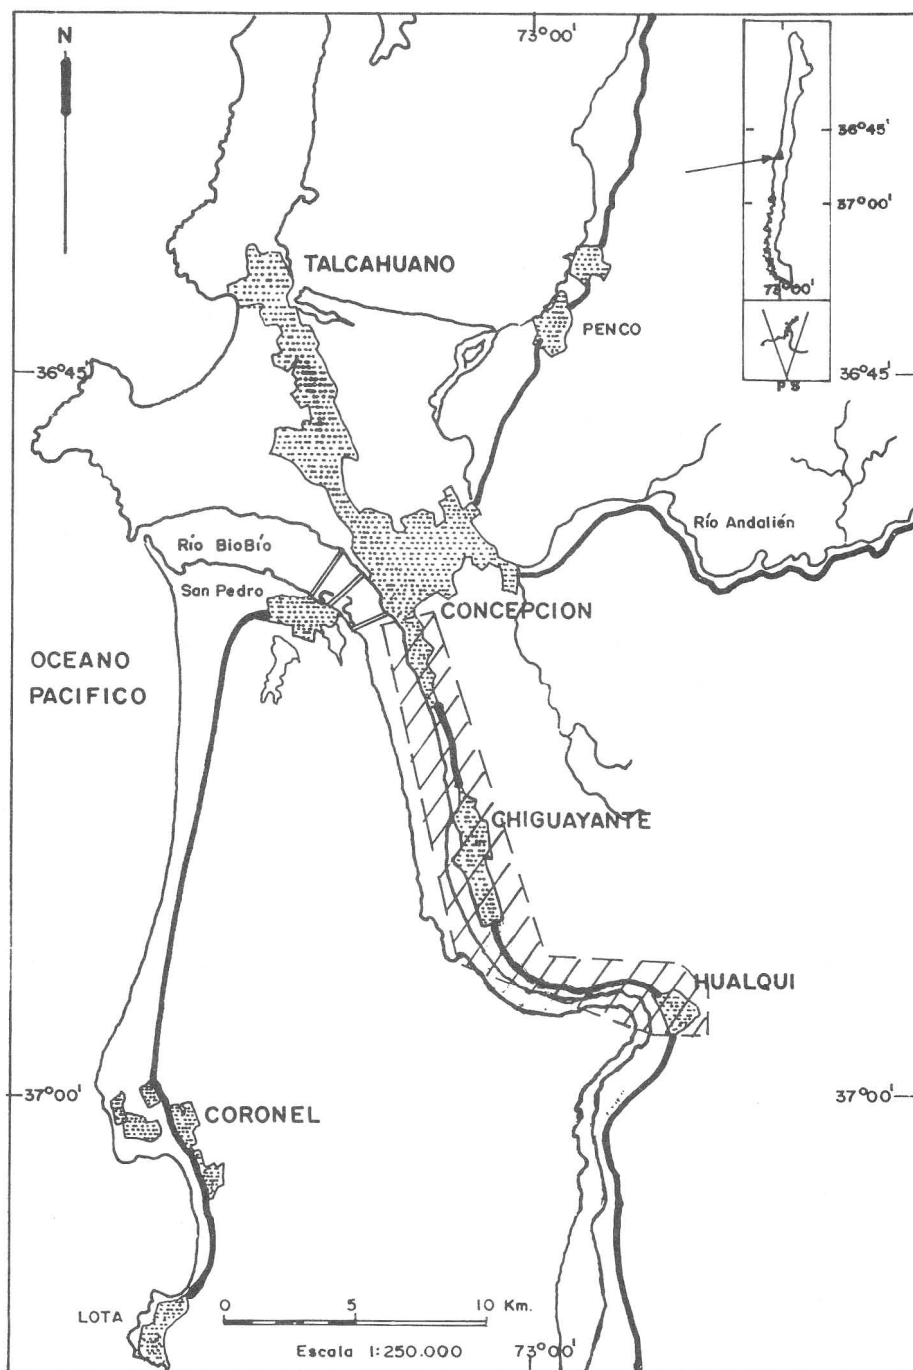 N
73°00'
36°45'
37°00'
73°00'
TALCAHUANO
PENCO
36°45'
36°45'
Río Andalién
Río BioBío
San Pedro
CONCEPCION
OCEANO
PACIFICO
CHIGUAYANTE
HUALQUI
37°00'
37°00'
CORONEL
LOTA
0 5 10 Km.
Escala 1:250.000
73°00'